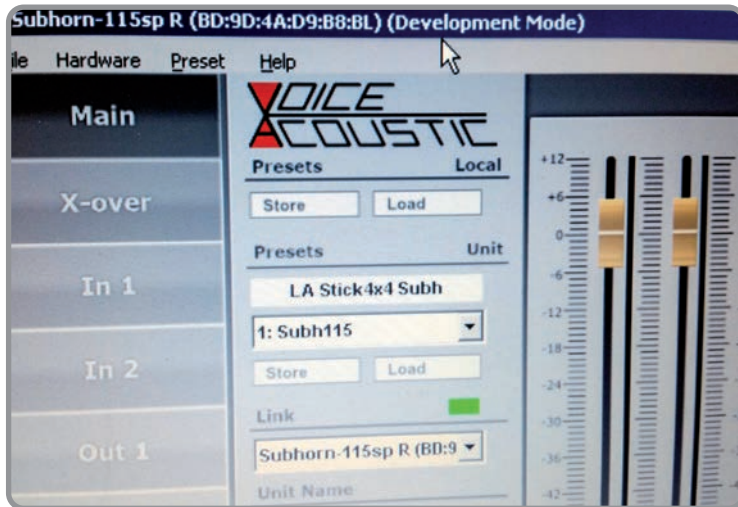 Subhorn-115sp R (BD:9D:4A:D9:B8:BL) (Development Mode)
ile Hardware Preset Help
VOICE
ACOUSTIC
Main
Presets Local
X-over
Store Load
Presets Unit
In 1
LA Stick4x4 Subh
1: Subh115
In 2
Store Load
Link
Out 1
Subhorn-115sp R (BD:9
Unit Name
+12
+6
0
-6
-12
-18
-24
-30
-36
-42